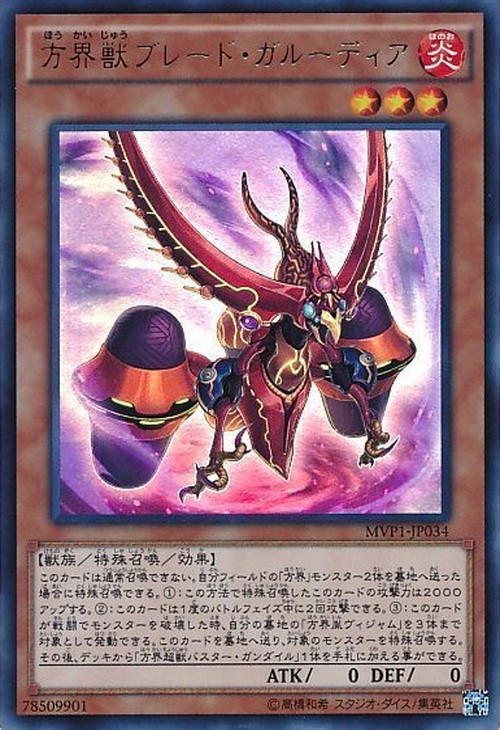 ほう かい じゅう
方界獣ブレード・ガルーディア
ほのお
炎
MVP1-JP034
【獣族／特殊召喚／効果】
このカードは通常召喚できない。自分フィールドの「方界」モンスター2体を墓地へ送った
場合に特殊召喚できる。①：この方法で特殊召喚したこのカードの攻撃力は2000
アップする。②：このカードは1度のバトルフェイズ中に2回攻撃できる。③：このカード
が戦闘でモンスターを破壊した時、自分の墓地の「方界胤ヴィジャム」を3体まで
対象として発動できる。このカードを墓地へ送り、対象のモンスターを特殊召喚する。
その後、デッキから「方界超獣バスター・ガンダイル」1体を手札に加える事ができる。
ATK/ 0 DEF/ 0
78509901 ©高橋和希 スタジオ・ダイス/集英社